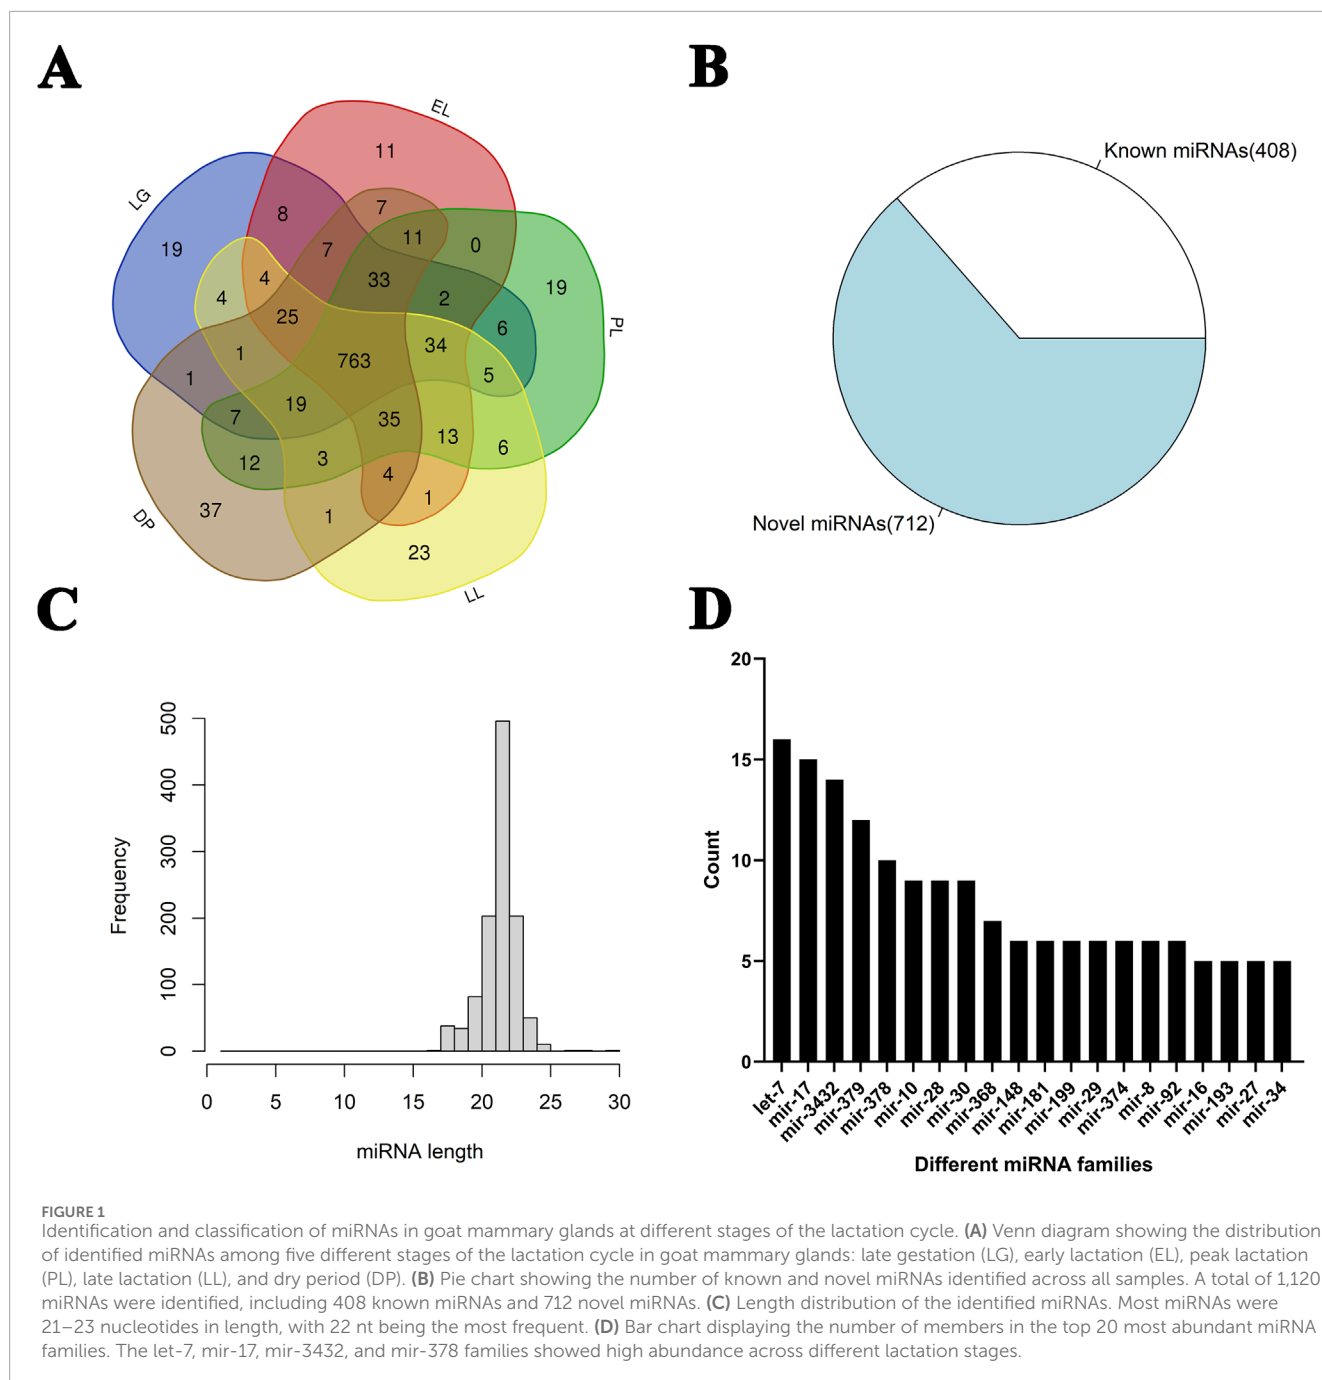 A
B
EL
11
Known miRNAs(408)
LG
8
7
19
7
11
0
4
33
19
4
2
25
6
PL
34
1
763
5
1
19
7
35
13
6
12
3
4
1
37
1
DP
23
Novel miRNAs(712)
LL
C
D
500
400
300
200
100
0
Frequency
0 5 10 15 20 25 30
miRNA length
20
15
10
5
0
Count
let-7 mir-17 mir-3432 mir-379 mir-378 mir-10 mir-28 mir-30 mir-368 mir-148 mir-181 mir-199 mir-29 mir-374 mir-8 mir-92 mir-16 mir-193 mir-27 mir-34
Different miRNA families
FIGURE 1
Identification and classification of miRNAs in goat mammary glands at different stages of the lactation cycle. (A) Venn diagram showing the distribution
of identified miRNAs among five different stages of the lactation cycle in goat mammary glands: late gestation (LG), early lactation (EL), peak lactation
(PL), late lactation (LL), and dry period (DP). (B) Pie chart showing the number of known and novel miRNAs identified across all samples. A total of 1,120
miRNAs were identified, including 408 known miRNAs and 712 novel miRNAs. (C) Length distribution of the identified miRNAs. Most miRNAs were
21–23 nucleotides in length, with 22 nt being the most frequent. (D) Bar chart displaying the number of members in the top 20 most abundant miRNA
families. The let-7, mir-17, mir-3432, and mir-378 families showed high abundance across different lactation stages.